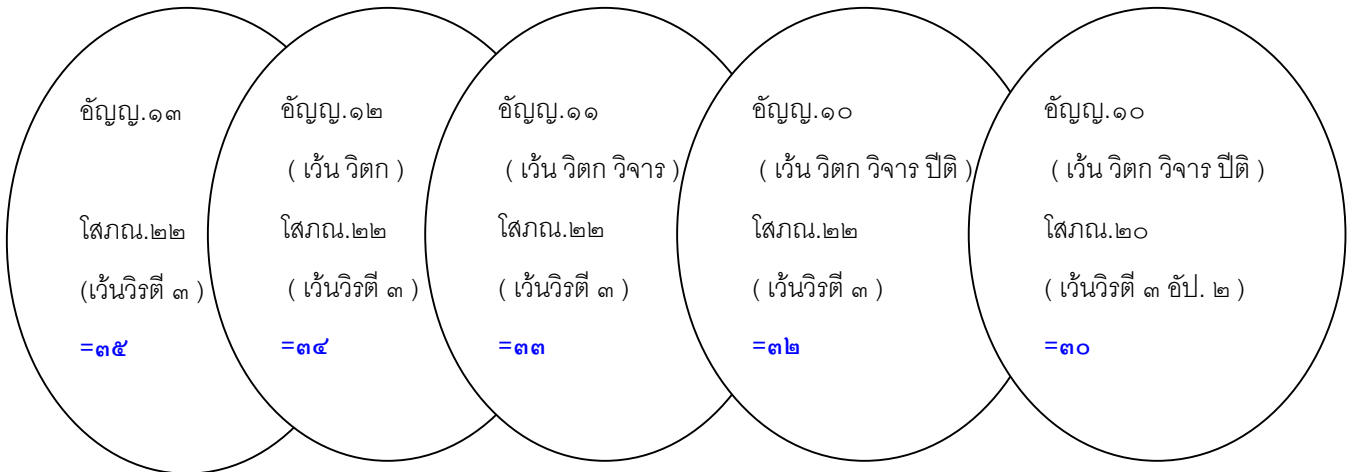 อัญญ.๑๓
โสภณ.๒๒
(เว้นวิรตี ๓ )
=๓๕
อัญญ.๑๒
( เว้น วิตก )
โสภณ.๒๒
( เว้นวิรตี ๓ )
=๓๔
อัญญ.๑๑
( เว้น วิตก วิจาร )
โสภณ.๒๒
( เว้นวิรตี ๓ )
=๓๓
อัญญ.๑๐
( เว้น วิตก วิจาร ปีติ )
โสภณ.๒๒
( เว้นวิรตี ๓ )
=๓๒
อัญญ.๑๐
( เว้น วิตก วิจาร ปีติ )
โสภณ.๒๐
( เว้นวิรตี ๓ อัป. ๒ )
=๓๐